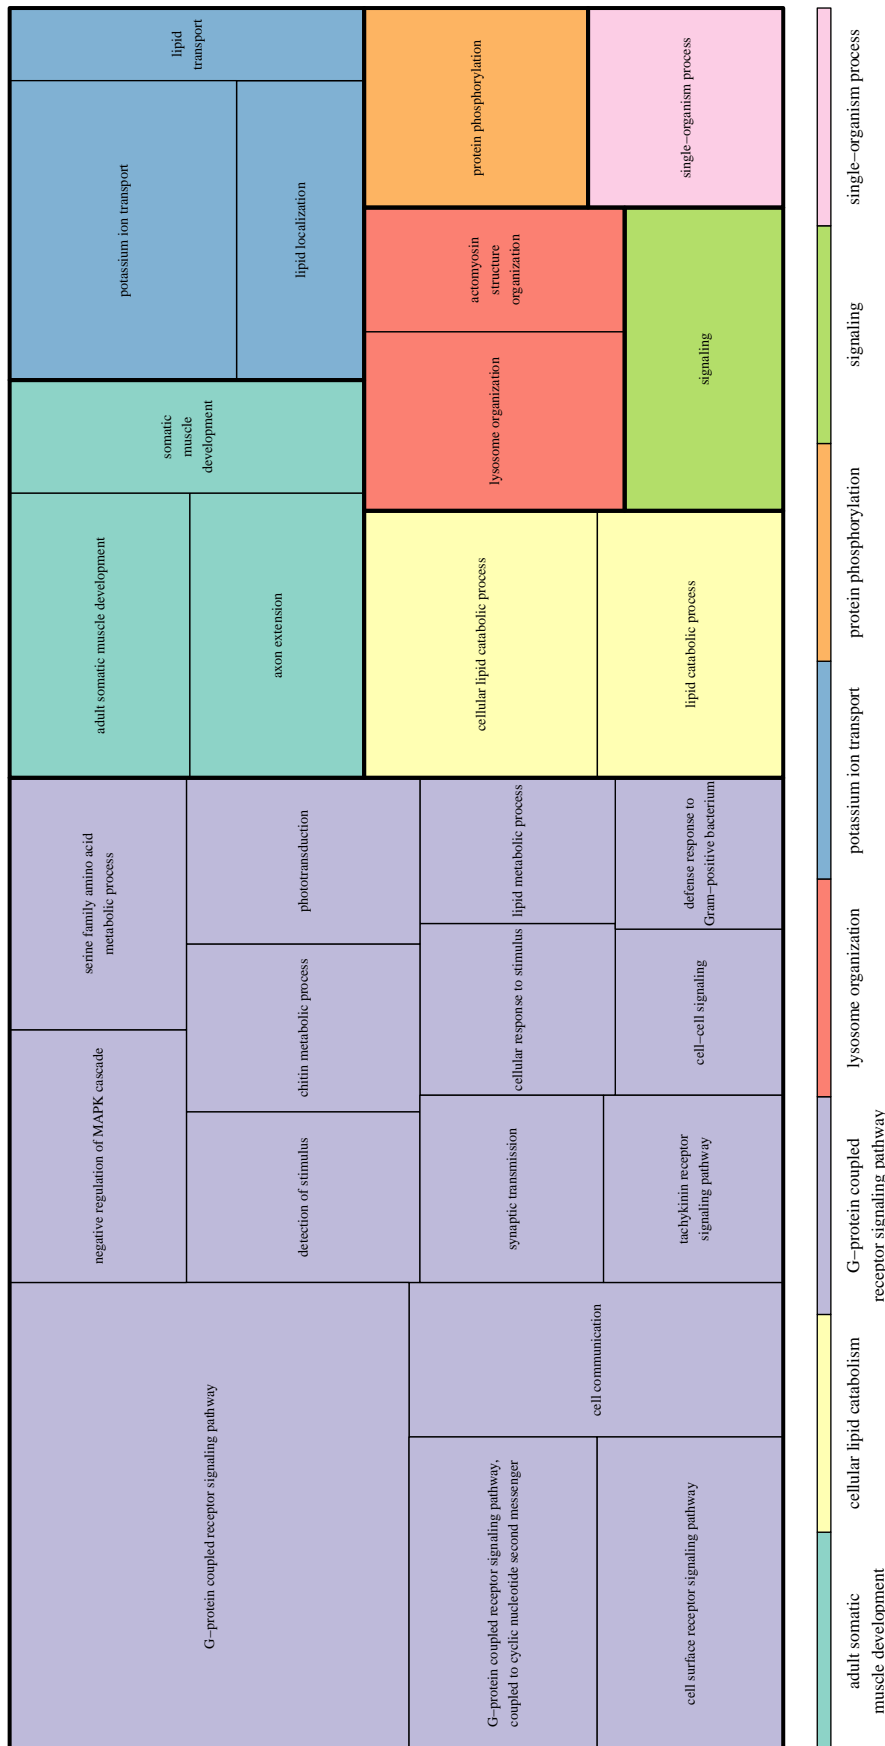 G−protein coupled receptor signaling pathway
G−protein coupled receptor signaling pathway,
coupled to cyclic nucleotide second messenger
cell surface receptor signaling pathway
cell communication
negative regulation of MAPK cascade
serine family amino acid
metabolic process
detection of stimulus
chitin metabolic process
phototransduction
synaptic transmission
tachykinin receptor
signaling pathway
cellular response to stimulus
lipid metabolic process
cell−cell signaling
defense response to
Gram−positive bacterium
adult somatic muscle development
axon extension
somatic
muscle
development
potassium ion transport
lipid localization
lipid
transport
cellular lipid catabolic process
lipid catabolic process
lysosome organization
actomyosin
structure
organization
signaling
protein phosphorylation
single−organism process
adult somatic
muscle development
cellular lipid catabolism
G−protein coupled
receptor signaling pathway
lysosome organization
potassium ion transport
protein phosphorylation
signaling
single−organism process